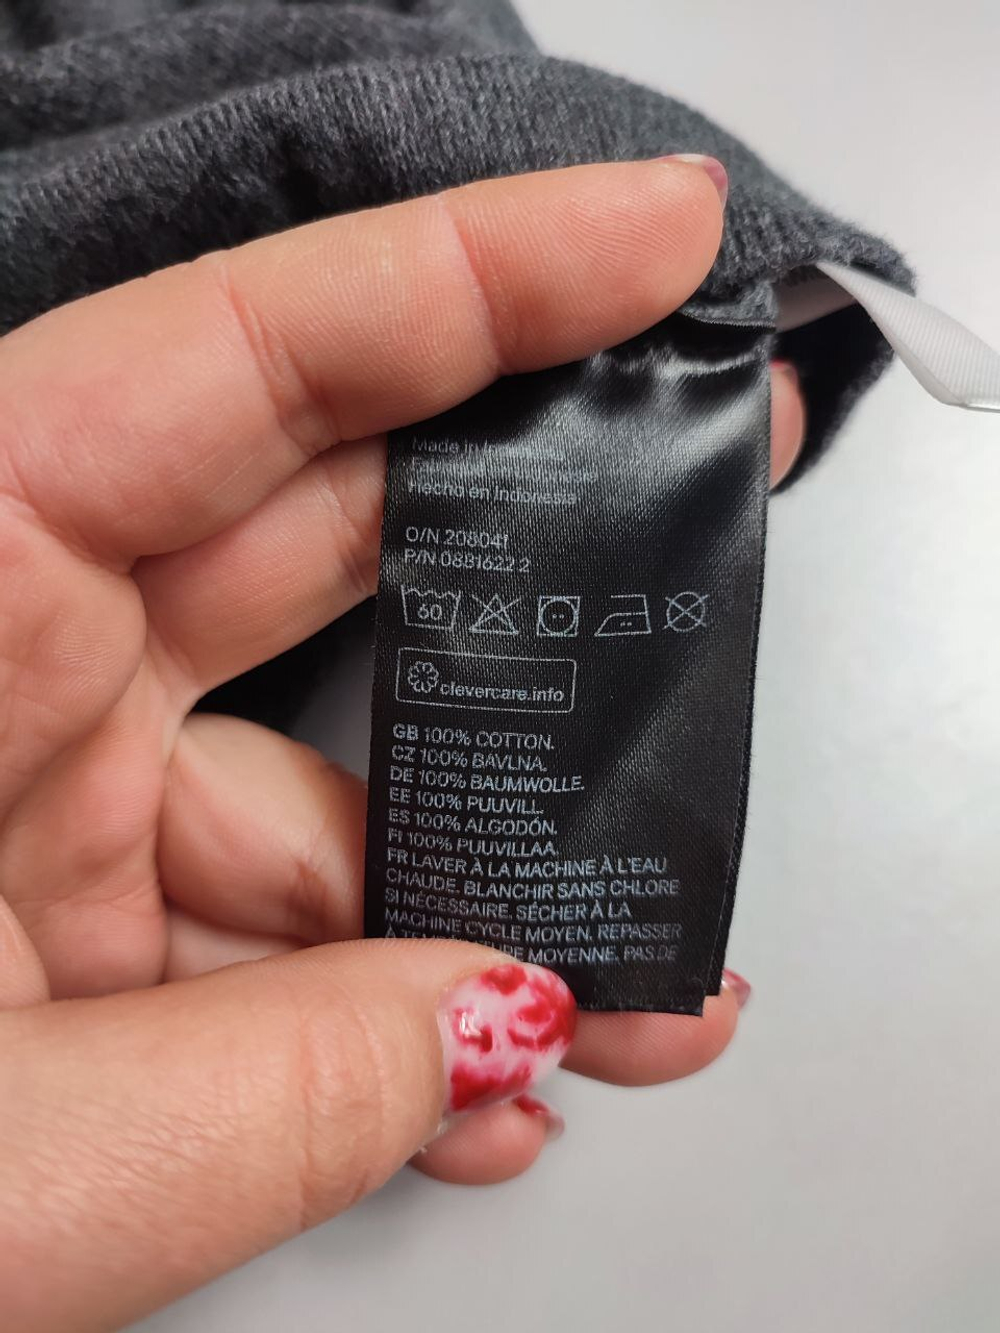 Made in
Hecho en Indonesia
O/N 208041
P/N 0881622 2
60
clevercare.info
GB 100% COTTON.
CZ 100% BAVLNA.
DE 100% BAUMWOLLE.
EE 100% PUUVILL.
ES 100% ALGODÓN.
FI 100% PUUVILLAA.
FR LAVER À LA MACHINE À L'EAU
CHAUDE. BLANCHIR SANS CHLORE
SI NÉCESSAIRE. SÉCHER À LA
MACHINE CYCLE MOYEN. REPASSER
À MOYENNE. PAS DE